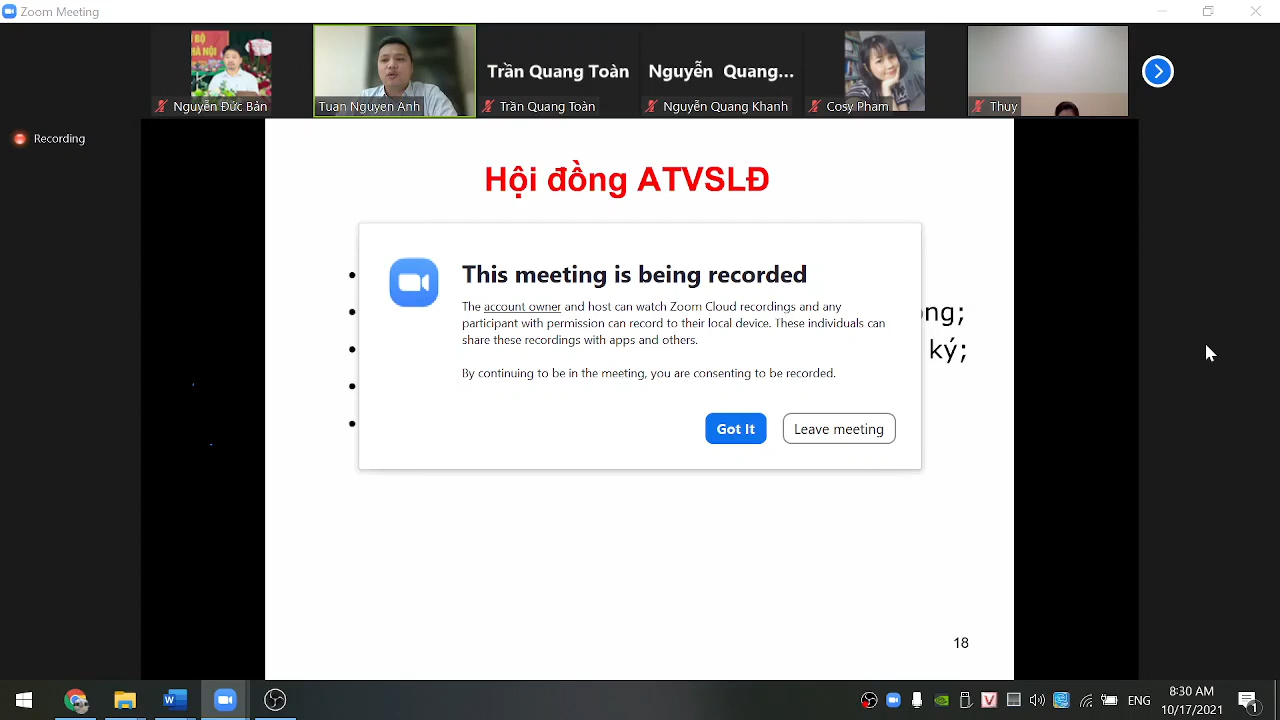 Zoom Meeting
BỘ
HÀ NỘI
Trần Quang Toàn
Nguyễn Quang...
Nguyễn Đức Bản
Tuan Nguyen Anh
Trần Quang Toàn
Nguyễn Quang Khanh
Cosy Pham
Thuy
Recording
Hội đồng ATVSLĐ
This meeting is being recorded
The account owner and host can watch Zoom Cloud recordings and any
participant with permission can record to their local device. These individuals can
share these recordings with apps and others.
ký;
By continuing to be in the meeting, you are consenting to be recorded.
Got It
Leave meeting
18
ENG
8:30 AM
10/17/2021
1